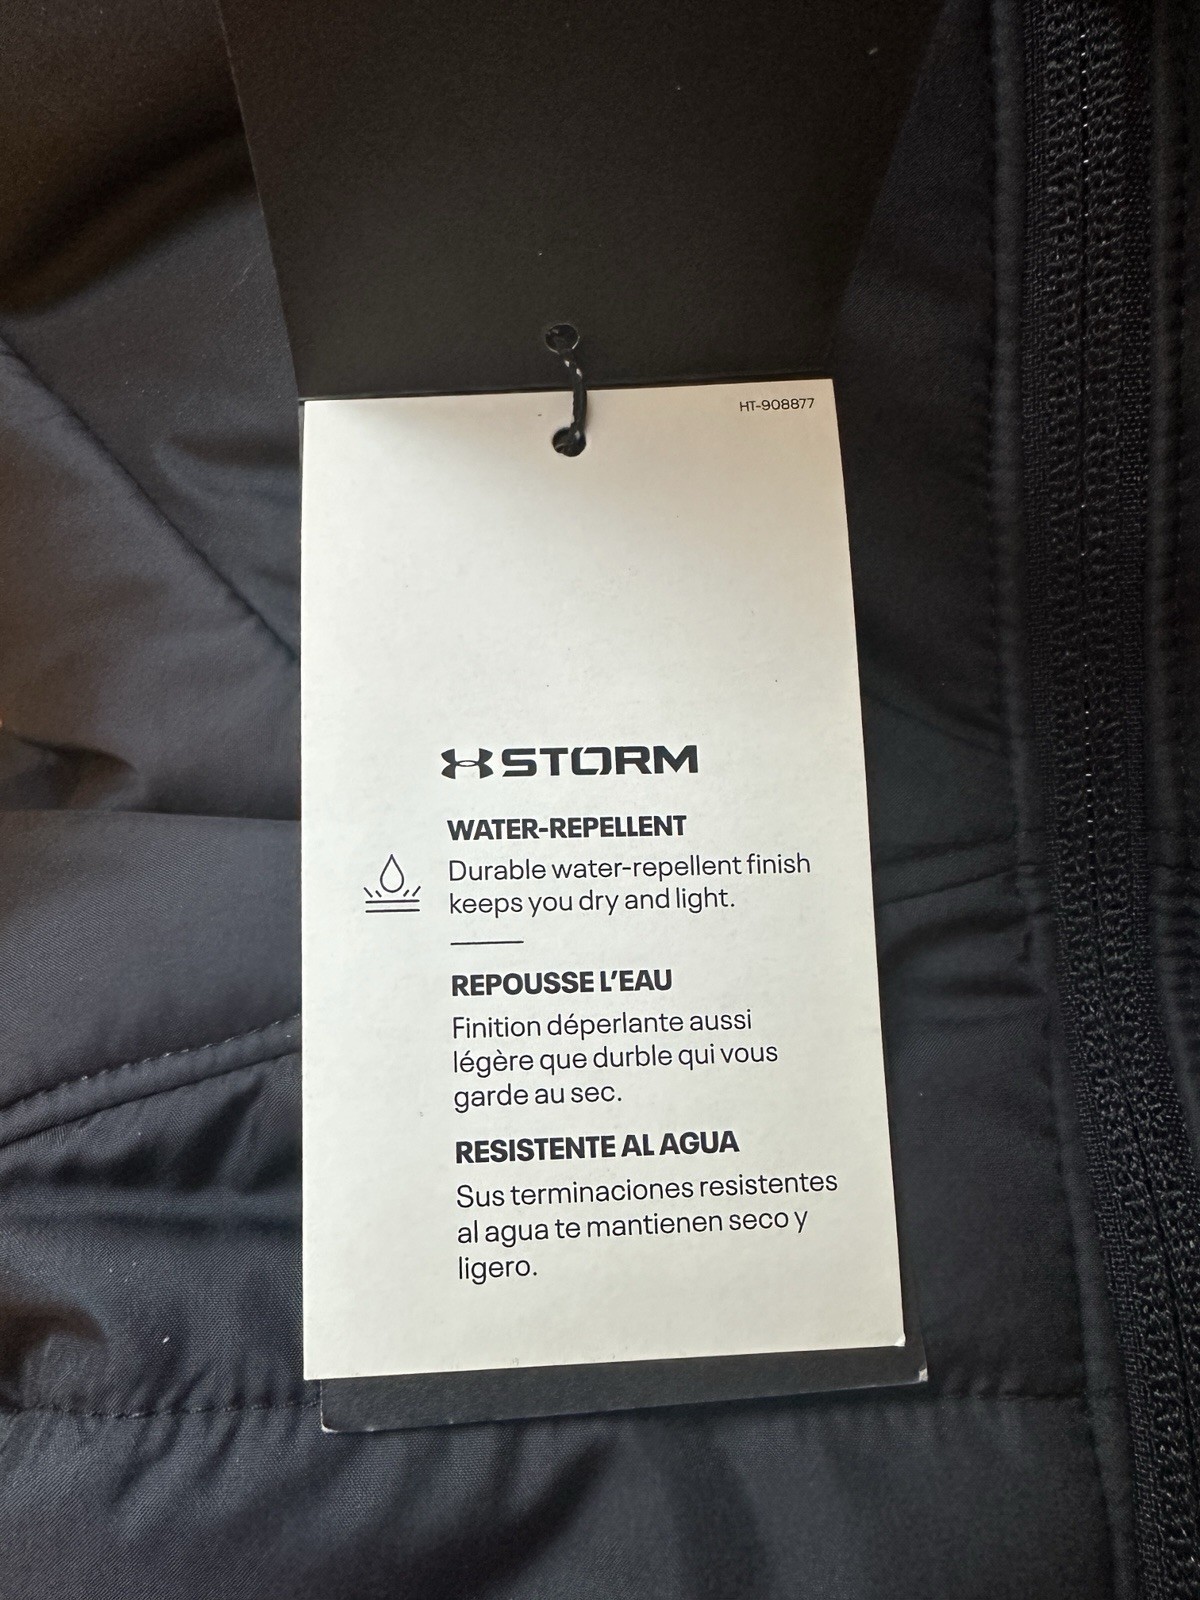 HT-908877
STORM
WATER-REPELLENT
Durable water-repellent finish
keeps you dry and light.
REPOUSSE L'EAU
Finition déperlante aussi
légère que durble qui vous
garde au sec.
RESISTENTE AL AGUA
Sus terminaciones resistentes
al agua te mantienen seco y
ligero.